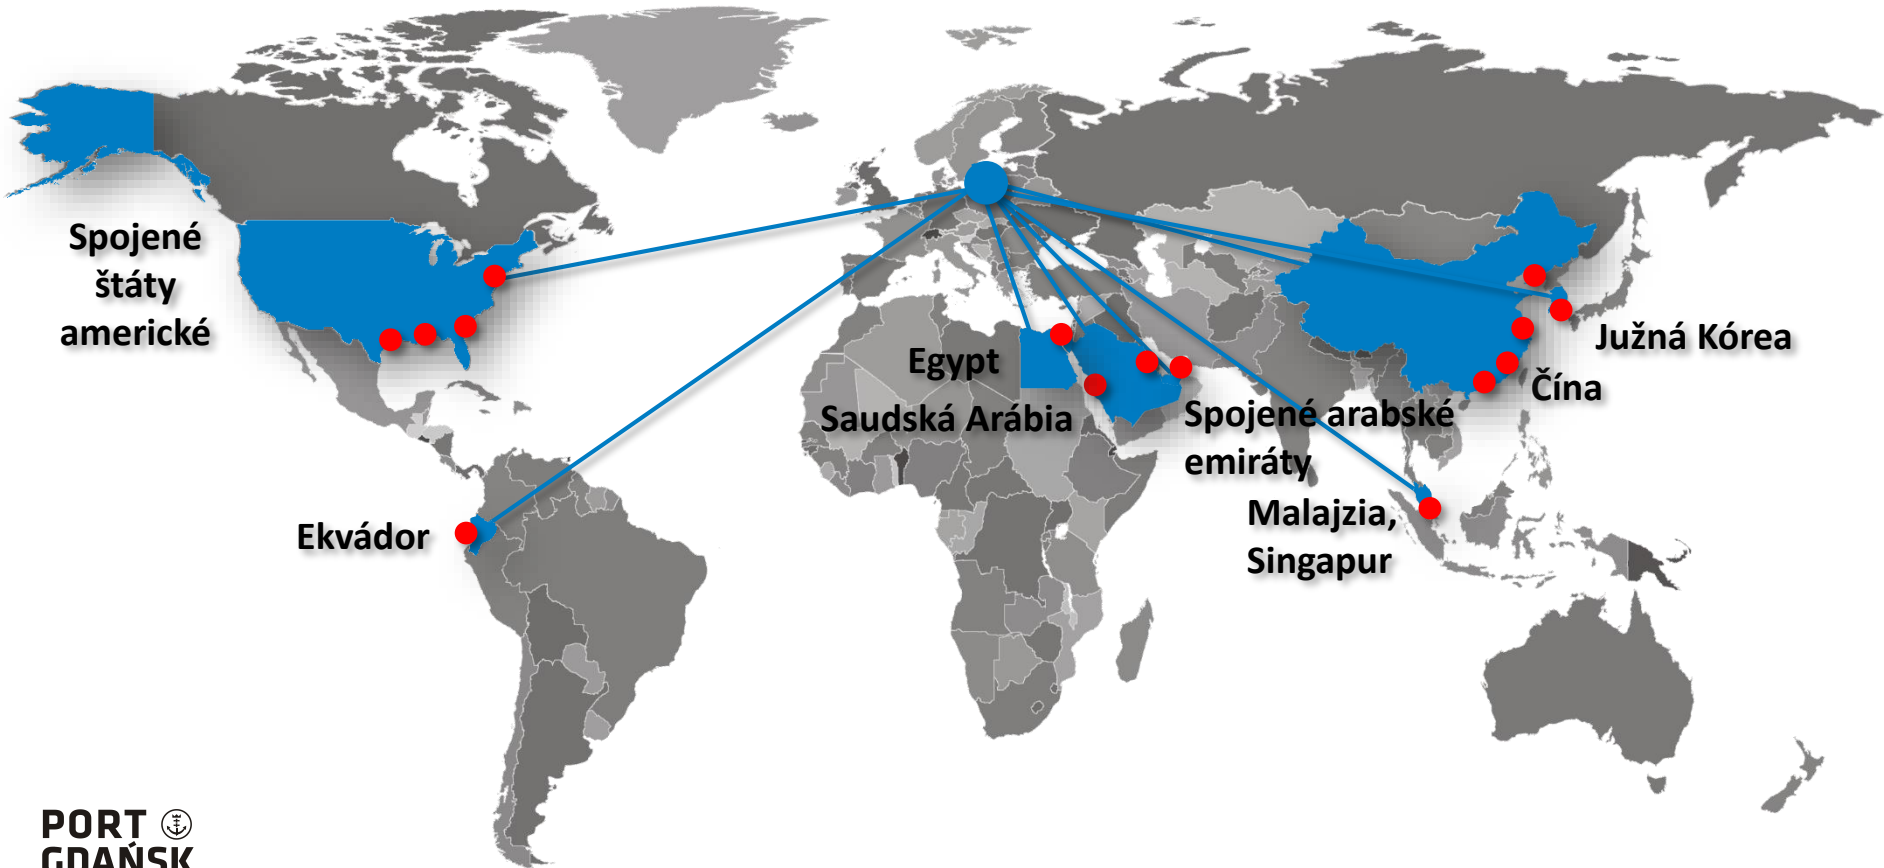 Spojené
štáty
americké
Egypt
Saudská Arábia
Spojené arabské
emiráty
Južná Kórea
Čína
Malajzia,
Singapur
Ekvádor
PORT
GDAŃSK